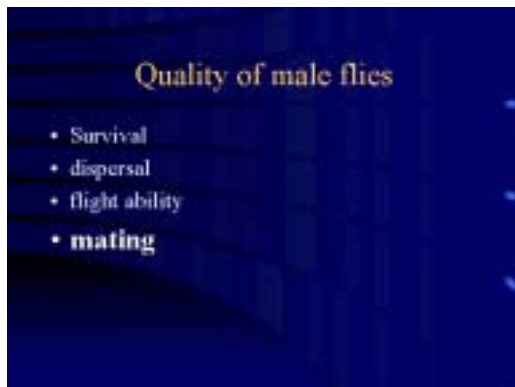 Quality of male flies
• Survival
• dispersal
• flight ability
• mating